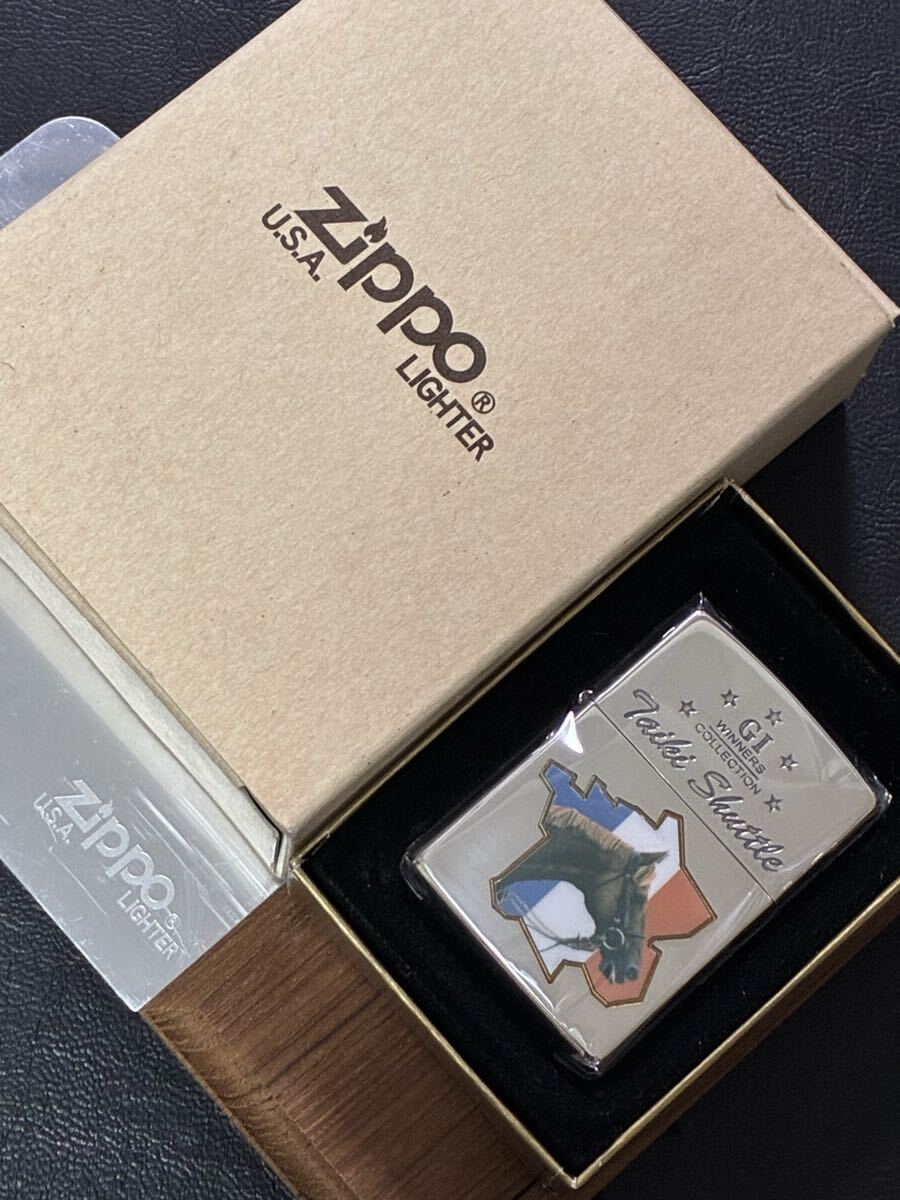 Zippo®
U.S.A. LIGHTER
Zippo®
U.S.A. LIGHTER
GI
WINNERS
COLLECTION
Taiki Shuttle